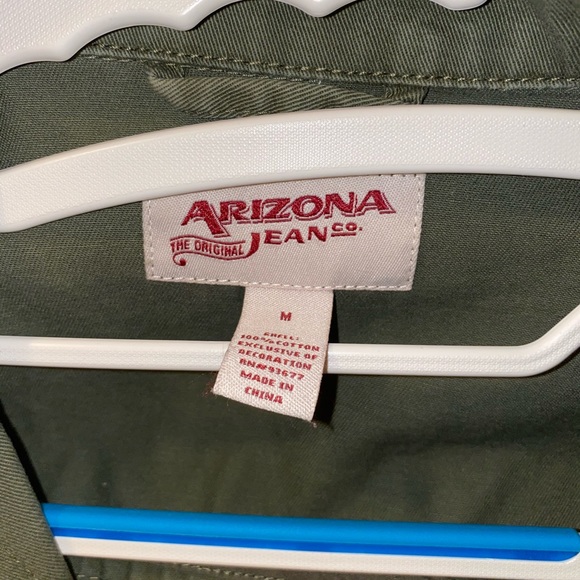 ARIZONA
THE ORIGINAL JEAN CO.
M
SHELL:
100% COTTON
EXCLUSIVE OF
DECORATION
RN#93677
MADE IN
CHINA